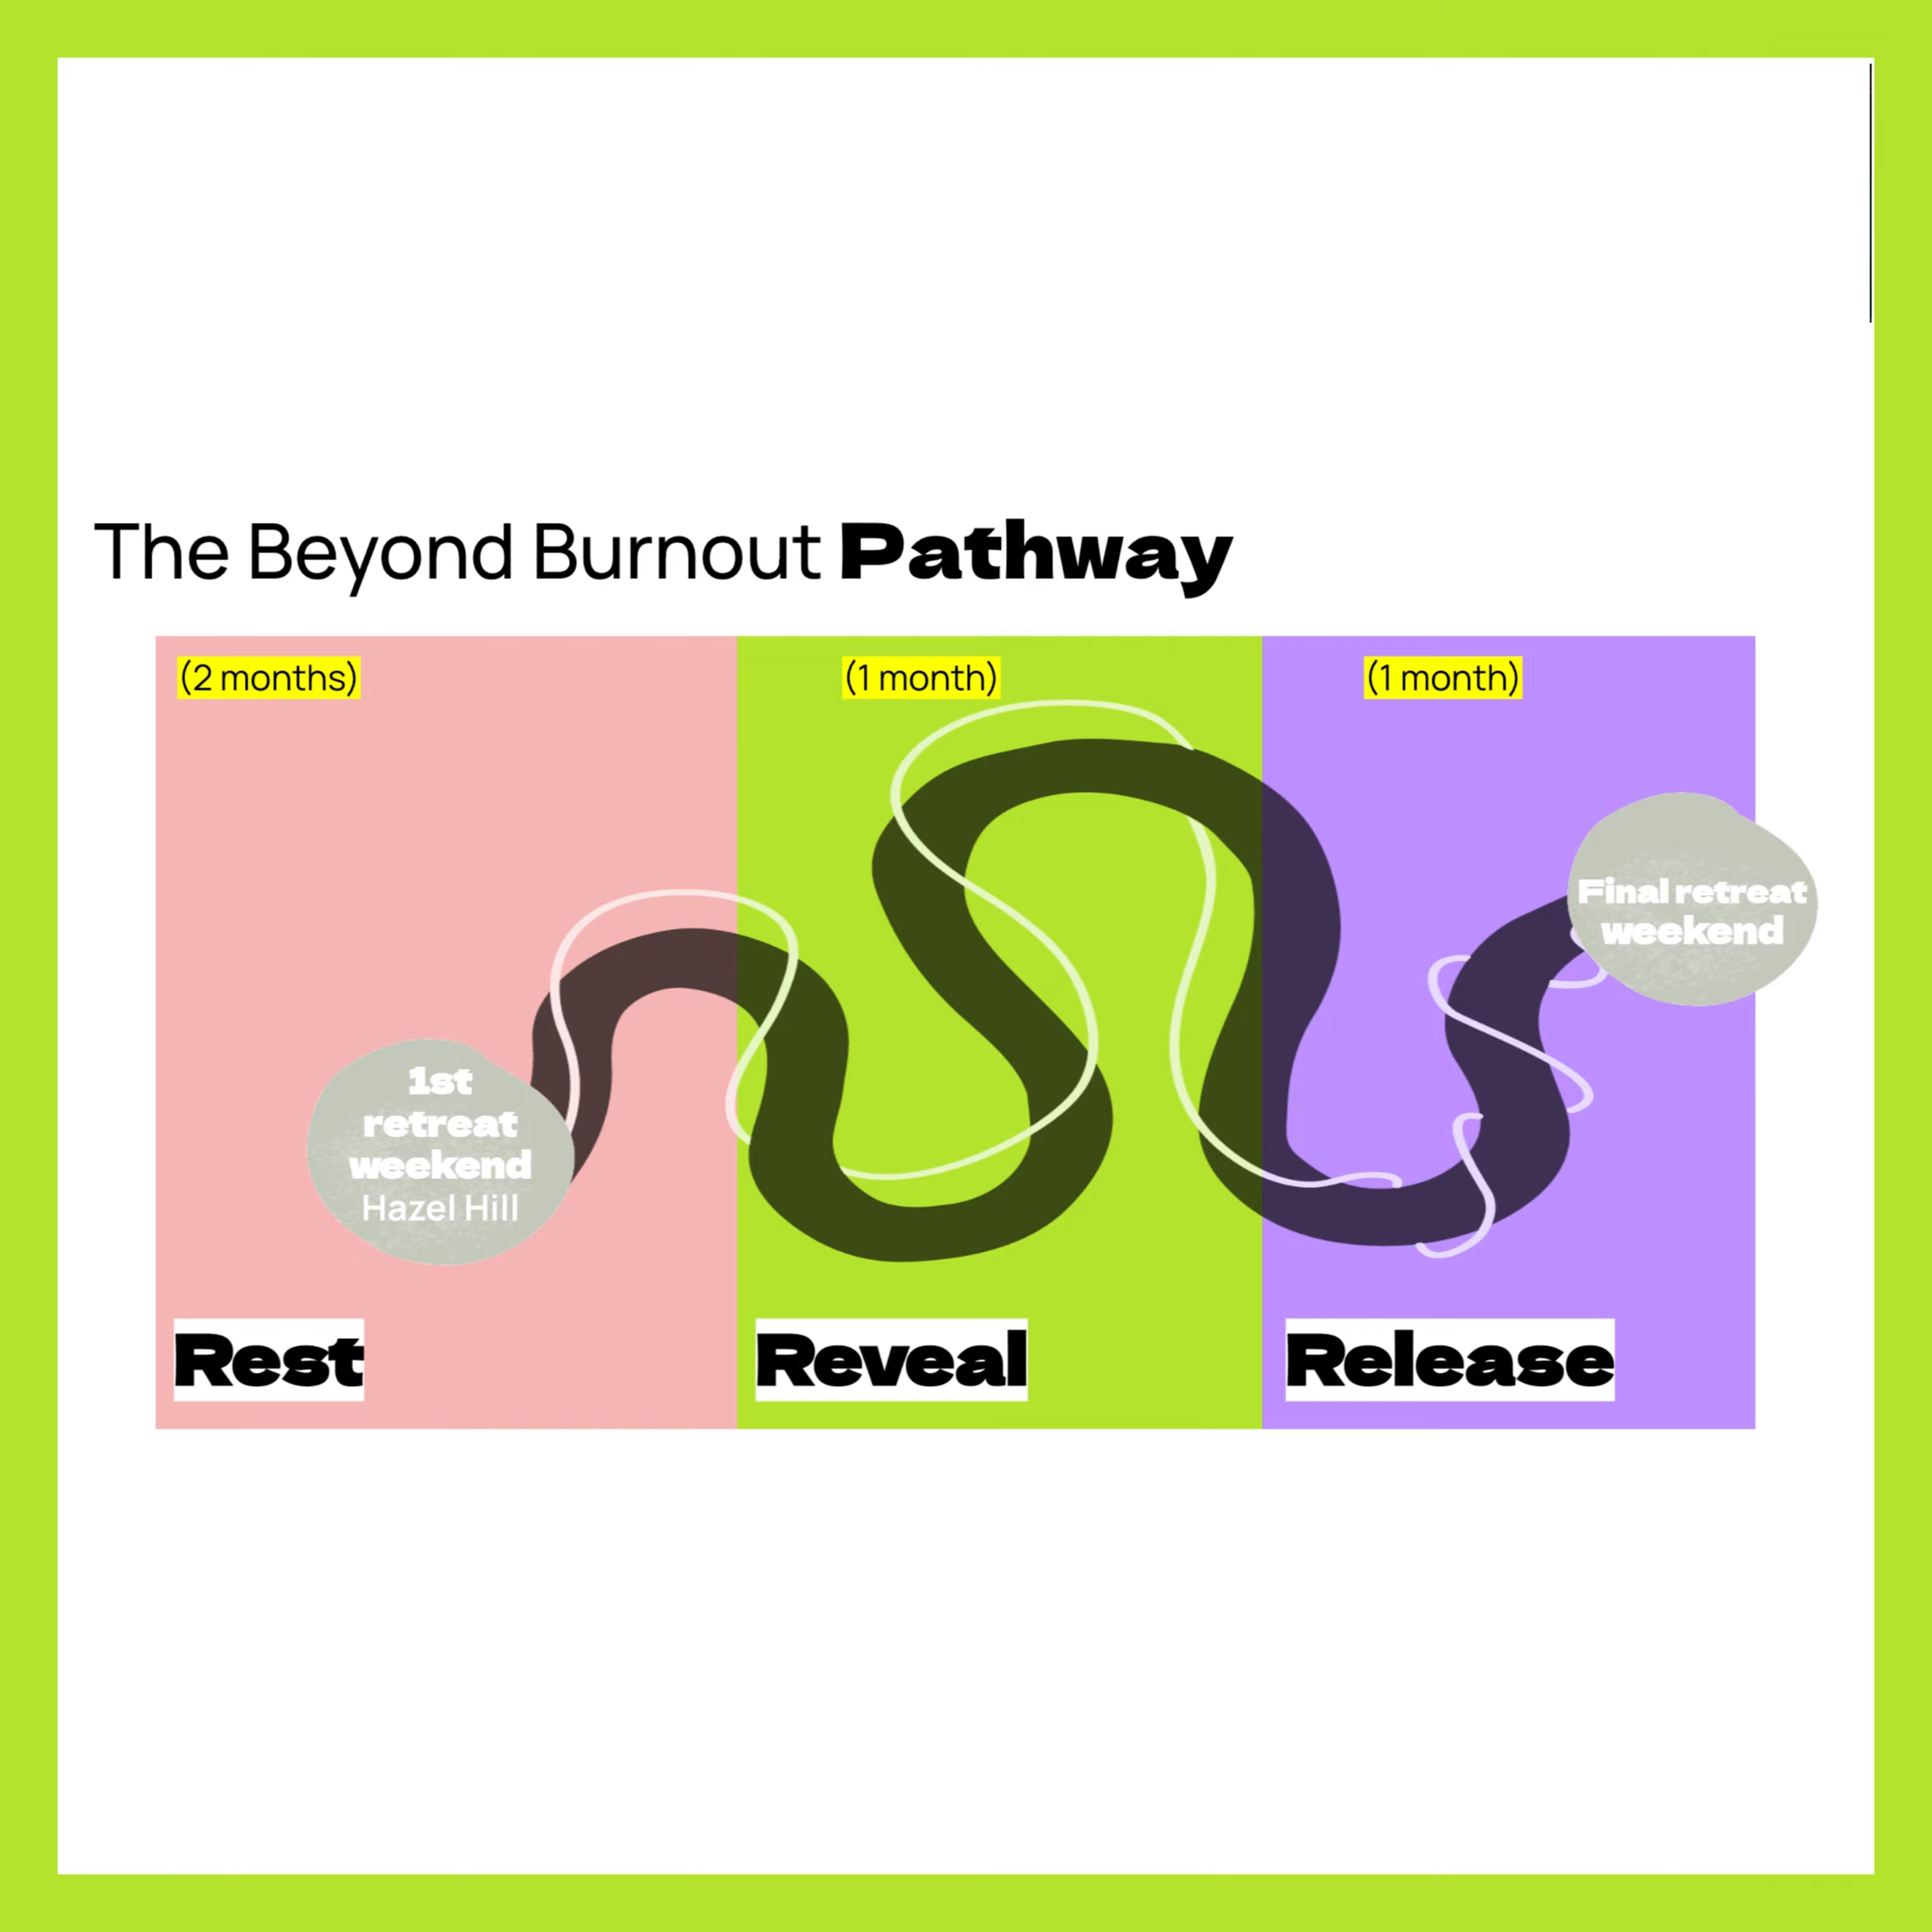 The Beyond Burnout Pathway
(2 months)
(1 month)
(1 month)
Final retreat
weekend
1st
retreat
weekend
Hazel Hill
Rest
Reveal
Release